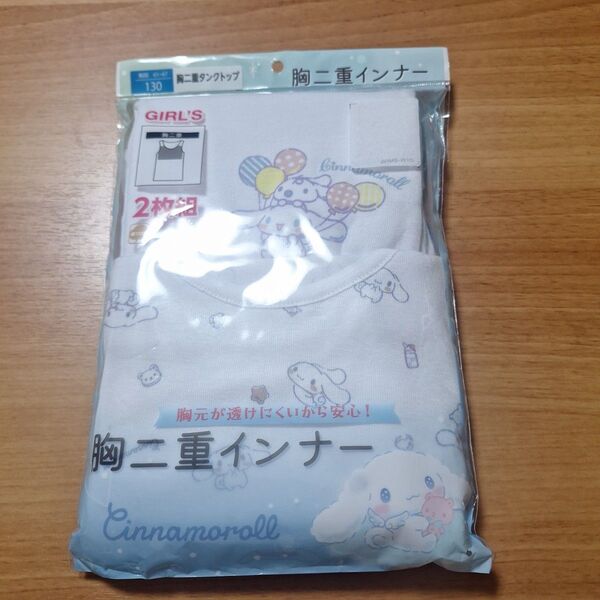 胸二重タンクトップ
130
胸二重インナー
GIRL'S
胸二重
Cinnamoroll
2枚組
胸元が透けにくいから安心！
胸二重インナー
Cinnamoroll